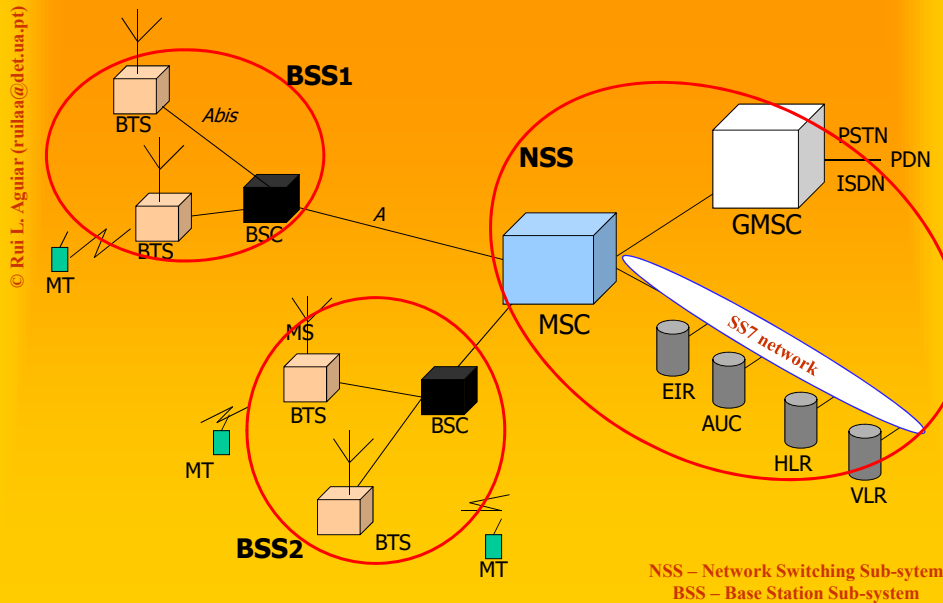 © Rui L. Aguiar (ruilaa@det.ua.pt)
BSS1
BTS
Abis
BTS
BSC
MT
A
NSS
PSTN
PDN
ISDN
GMSC
MSC
SS7 network
EIR
AUC
HLR
VLR
MS
BTS
BSC
MT
BTS
BSS2
MT
NSS – Network Switching Sub-sytem
BSS – Base Station Sub-system